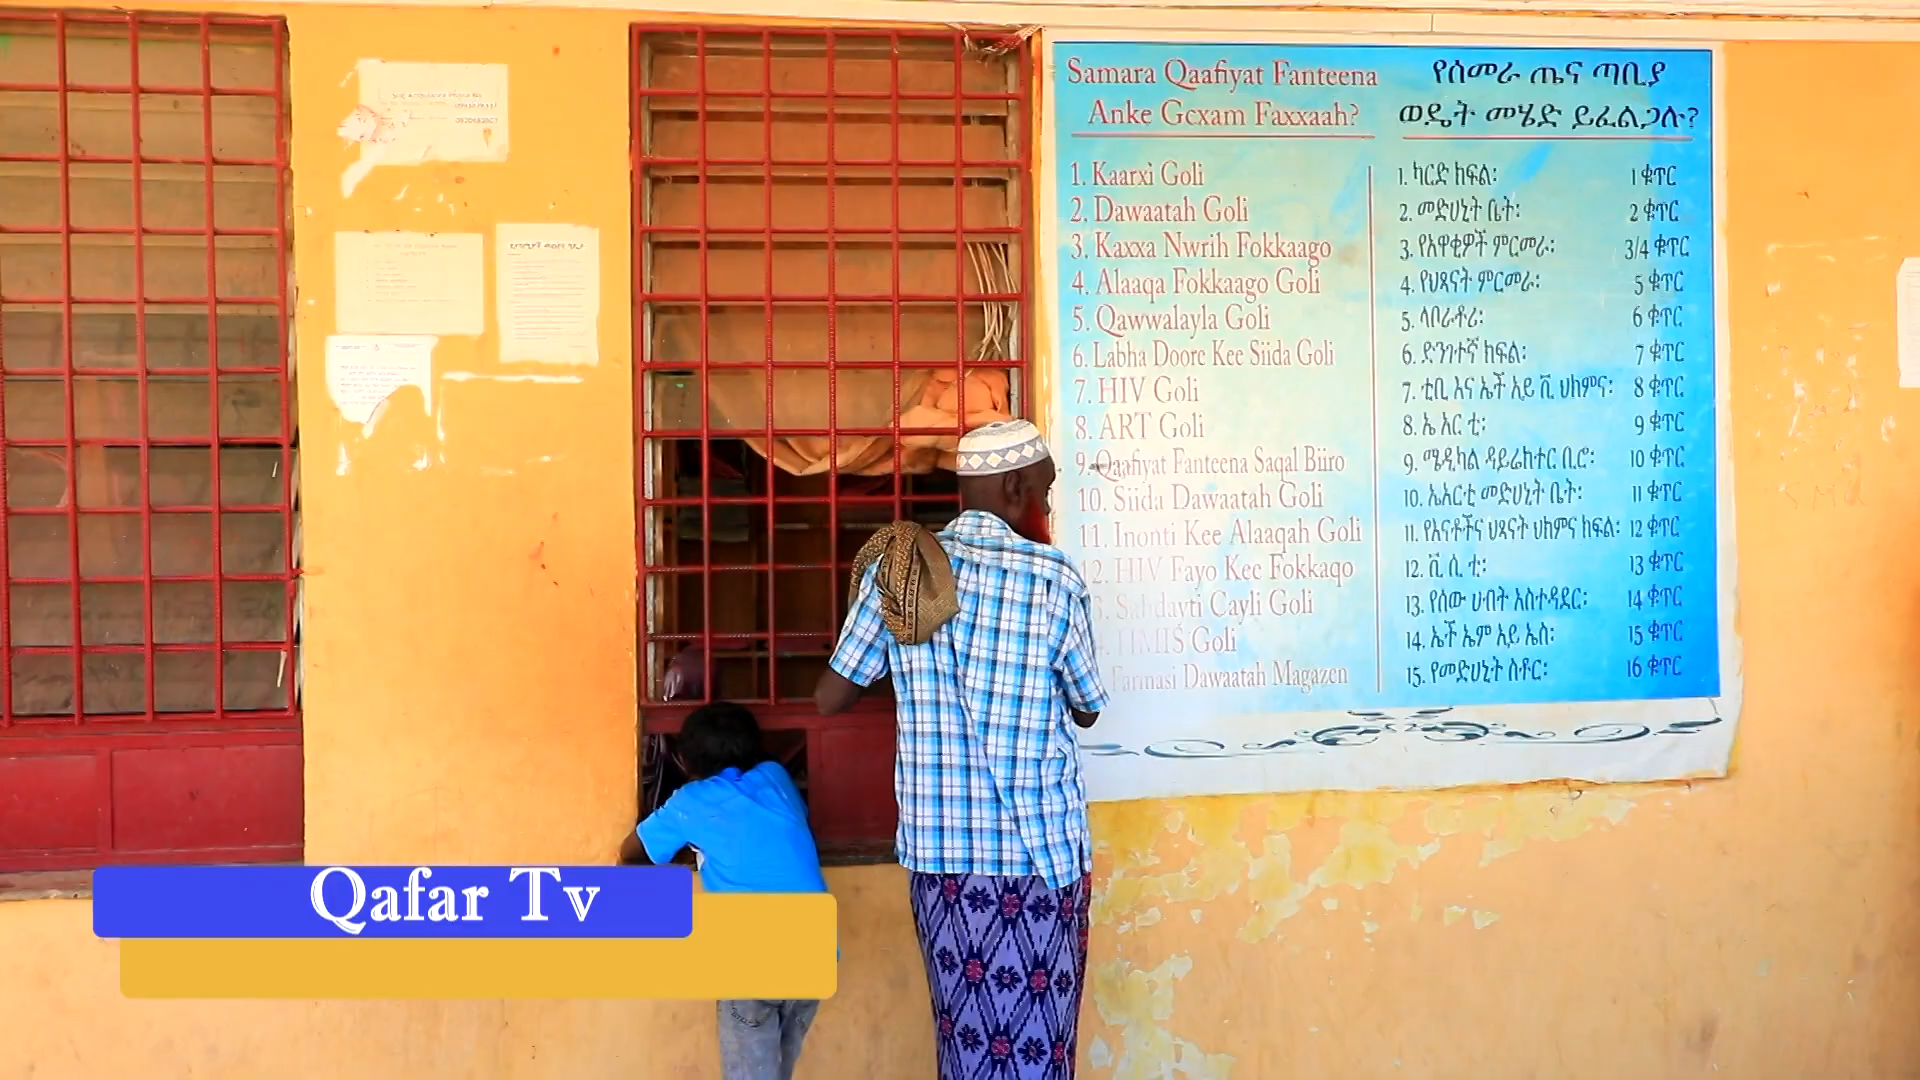 Samara Qaafiyat Fanteena
Anke Gexam Faxxaah?
1. Kaarxi Goli
2. Dawaatah Goli
3. Kaxxa Nwrih Fokkaago
4. Alaaqa Fokkaago Goli
5. Qawwalayla Goli
6. Labha Doore Kee Siida Goli
7. HIV Goli
8. ART Goli
9. Qaafiyat Fanteena Saqal Biiro
10. Siida Dawaatah Goli
11. Inonti Kee Alaaqah Goli
12. HIV Fayo Kee Fokkaqo
Sahdayti Cayli Goli
HMIS Goli
Farmasi Dawaatah Magazen
የሰመራ ጤና ጣቢያ
ወዴት መሄድ ይፈልጋሉ?
1. ካርድ ክፍል፡ 1 ቁጥር
2. መድሀኒት ቤት፡ 2 ቁጥር
3. የአዋቂዎች ምርመራ፡ 3/4 ቁጥር
4. የህጻናት ምርመራ፡ 5 ቁጥር
5. ላቦራቶሪ፡ 6 ቁጥር
6. ድንገተኛ ክፍል፡ 7 ቁጥር
7. ቲቢ እና ኤች አይ ቪ ህክምና፡ 8 ቁጥር
8. ኤ አር ቲ፡ 9 ቁጥር
9. ሜዲካል ዳይሬክተር ቢሮ፡ 10 ቁጥር
10. ኤአርቲ መድሀኒት ቤት፡ 11 ቁጥር
11. የእናቶችና ህጻናት ህክምና ክፍል፡ 12 ቁጥር
12. ቪ ሲ ቲ፡ 13 ቁጥር
13. የሰው ሀብት አስተዳደር፡ 14 ቁጥር
14. ኤች ኤም አይ ኤስ፡ 15 ቁጥር
15. የመድሀኒት ስቶር፡ 16 ቁጥር
Qafar Tv